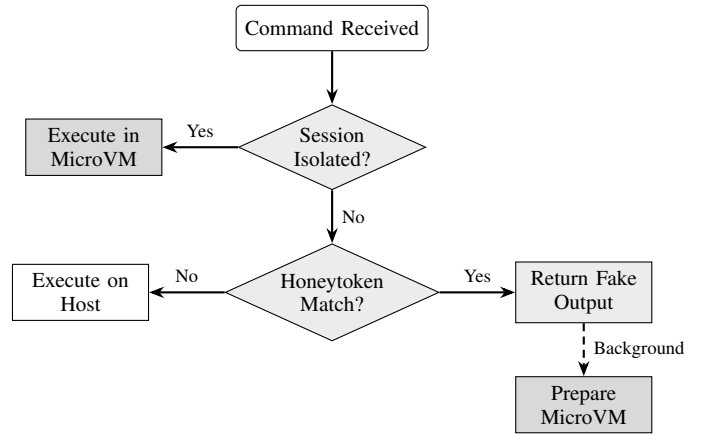 Command Received
Session
Isolated?
Yes
Execute in
MicroVM
No
Honeytoken
Match?
No
Execute on
Host
Yes
Return Fake
Output
Background
Prepare
MicroVM